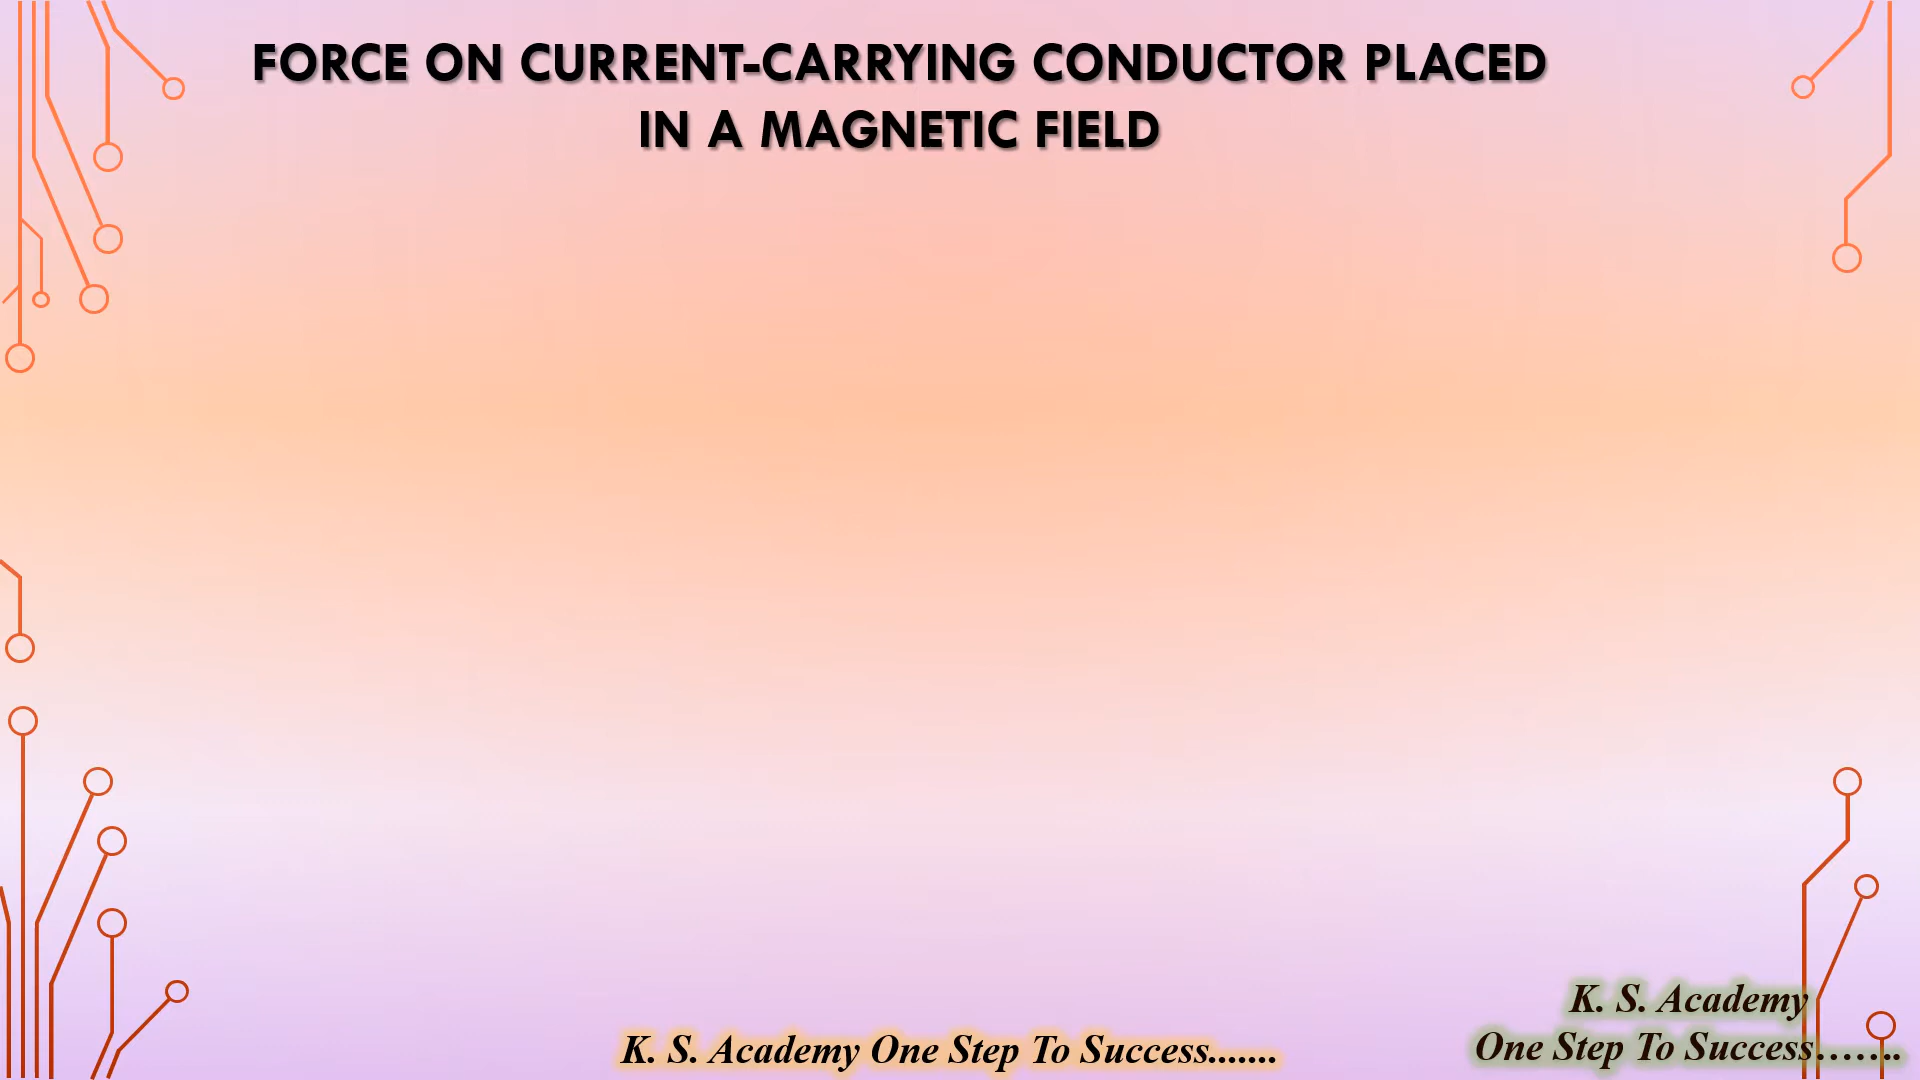 FORCE ON CURRENT-CARRYING CONDUCTOR PLACED
IN A MAGNETIC FIELD
K. S. Academy
One Step To Success…….
K. S. Academy One Step To Success.......